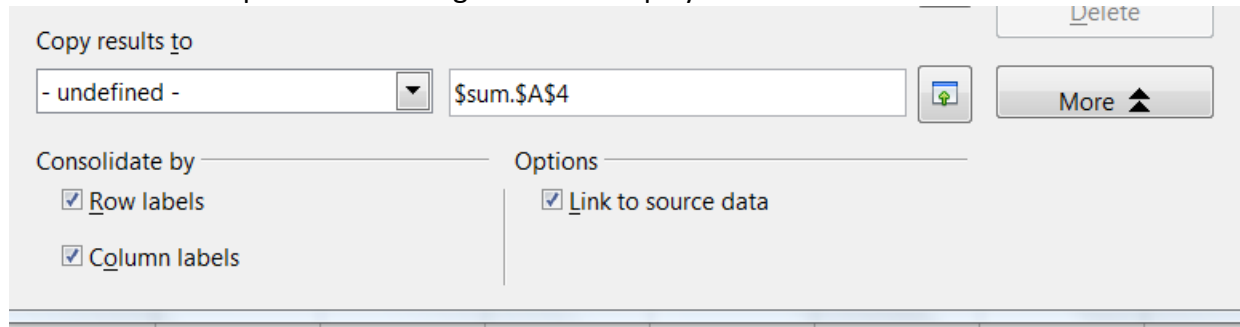 Delete
Copy results to
- undefined -
$sum.$A$4
More
Consolidate by
Options
Row labels
Link to source data
Column labels